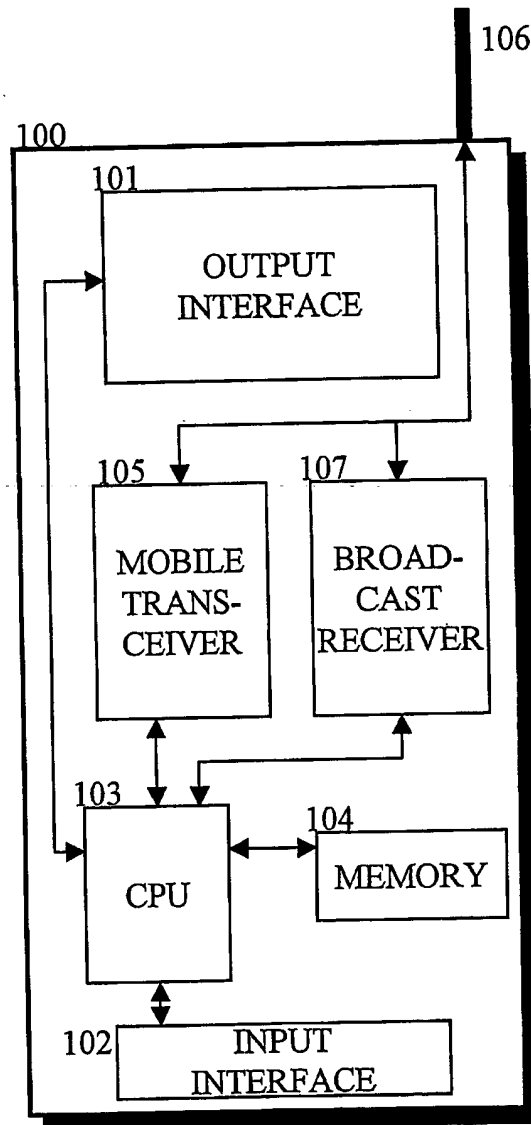 106
100
101
OUTPUT
INTERFACE
105
MOBILE
TRANS-
CEIVER
107
BROAD-
CAST
RECEIVER
103
CPU
104
MEMORY
102
INPUT
INTERFACE